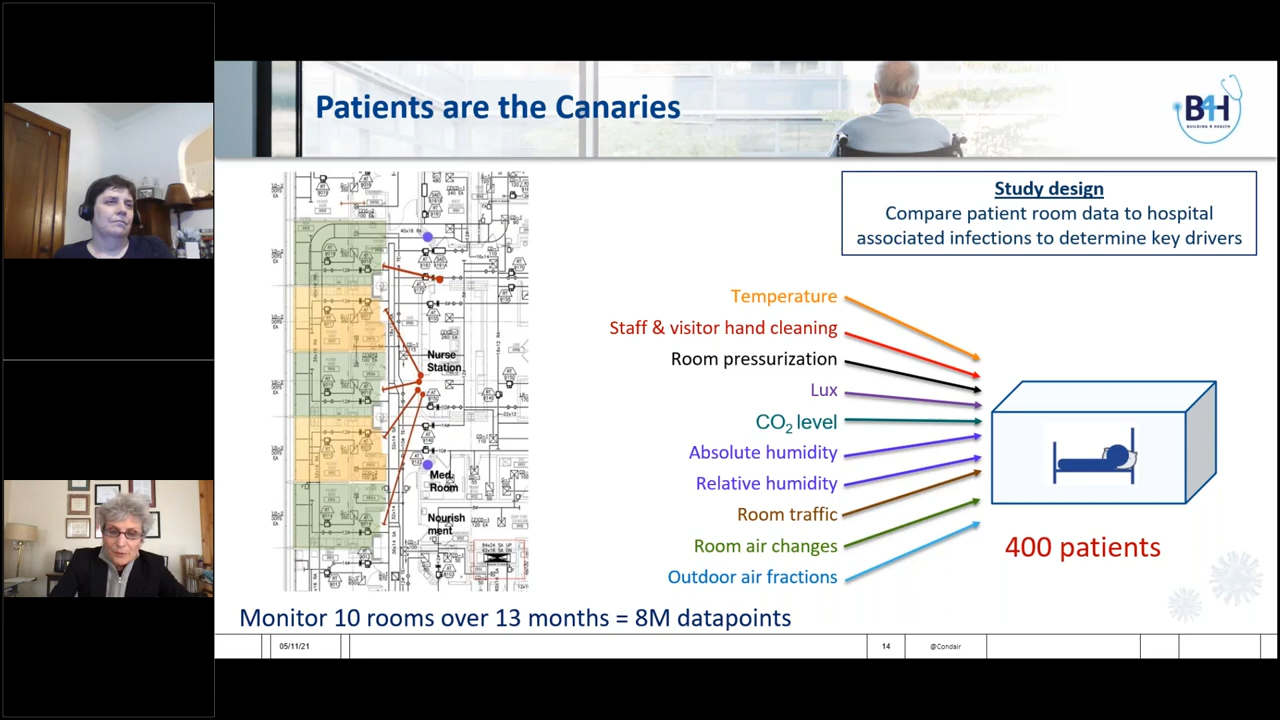 Patients are the Canaries
B4H
BUILDING 4 HEALTH
Study design
Compare patient room data to hospital
associated infections to determine key drivers
Nurse
Station
Med.
Room
Nourish
ment
Temperature
Staff & visitor hand cleaning
Room pressurization
Lux
CO2 level
Absolute humidity
Relative humidity
Room traffic
Room air changes
Outdoor air fractions
400 patients
Monitor 10 rooms over 13 months = 8M datapoints
05/11/21
14
@Condair